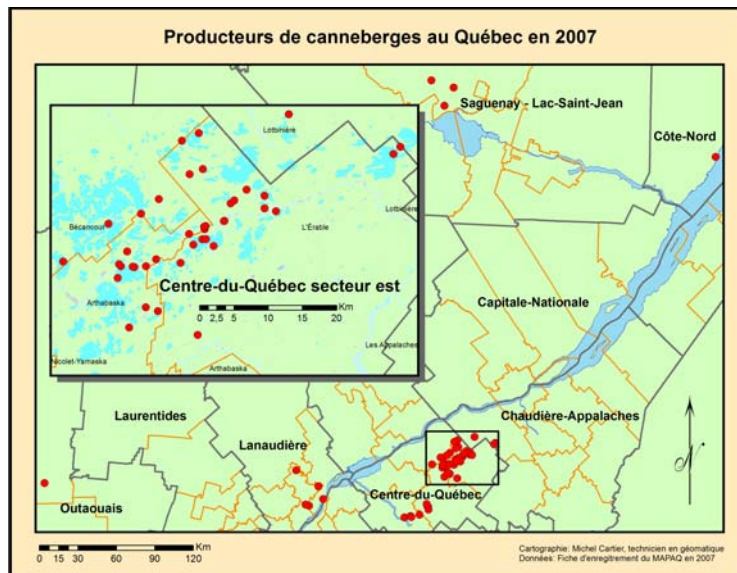 Producteurs de canneberges au Québec en 2007
Saguenay - Lac-Saint-Jean
Côte-Nord
Lotbinière
Lotbinière
Bécancour
L'Érable
Centre-du-Québec secteur est
Km
0 2,5 5 10 15 20
Arthabaska
Nicolet-Yamaska
Arthabaska
Les Appalaches
Capitale-Nationale
Chaudière-Appalaches
Laurentides
Lanaudière
Centre-du-Québec
Outaouais
N
Km
0 15 30 60 90 120
Cartographie: Michel Cartier, technicien en géomatique
Données: Fiche d'enregitrement du MAPAQ en 2007